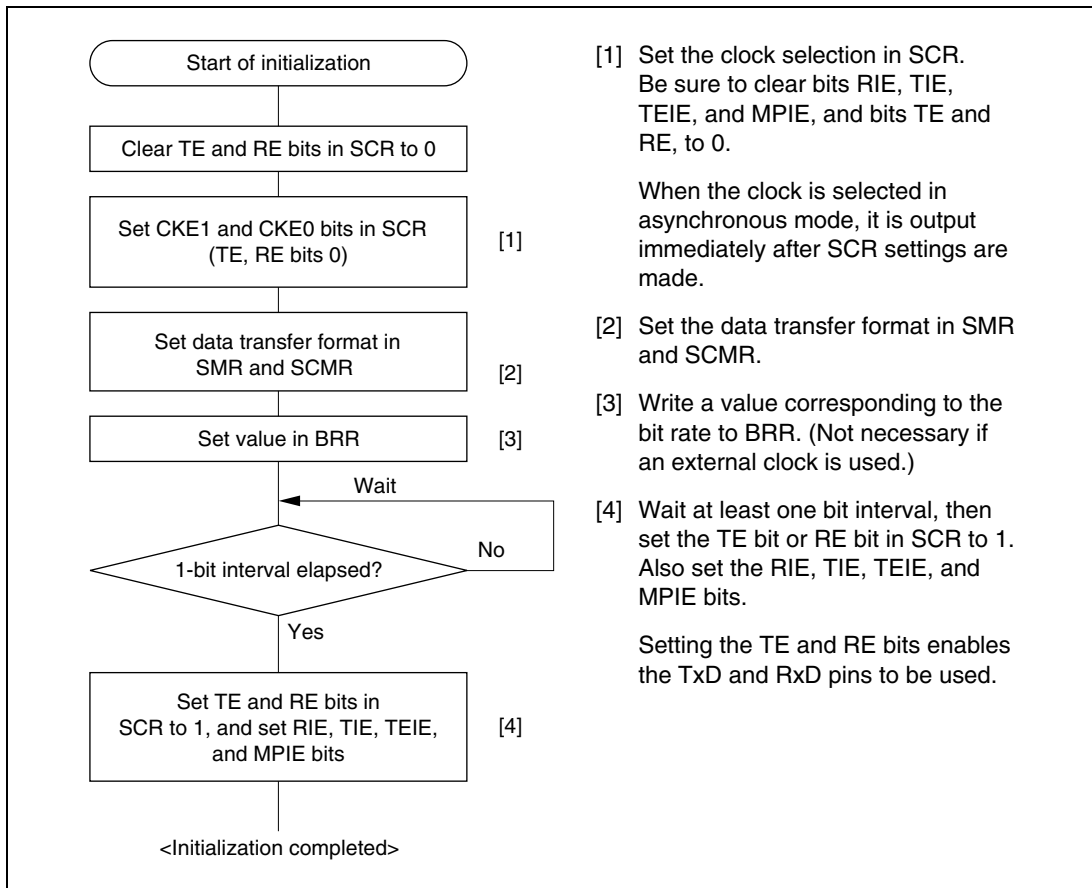 Start of initialization
Clear TE and RE bits in SCR to 0
Set CKE1 and CKE0 bits in SCR
(TE, RE bits 0)
[1]
Set data transfer format in
SMR and SCMR
[2]
Set value in BRR
[3]
Wait
1-bit interval elapsed?
No
Yes
Set TE and RE bits in
SCR to 1, and set RIE, TIE, TEIE,
and MPIE bits
[4]
<Initialization completed>
[1] Set the clock selection in SCR.
Be sure to clear bits RIE, TIE,
TEIE, and MPIE, and bits TE and
RE, to 0.
When the clock is selected in
asynchronous mode, it is output
immediately after SCR settings are
made.
[2] Set the data transfer format in SMR
and SCMR.
[3] Write a value corresponding to the
bit rate to BRR. (Not necessary if
an external clock is used.)
[4] Wait at least one bit interval, then
set the TE bit or RE bit in SCR to 1.
Also set the RIE, TIE, TEIE, and
MPIE bits.
Setting the TE and RE bits enables
the TxD and RxD pins to be used.